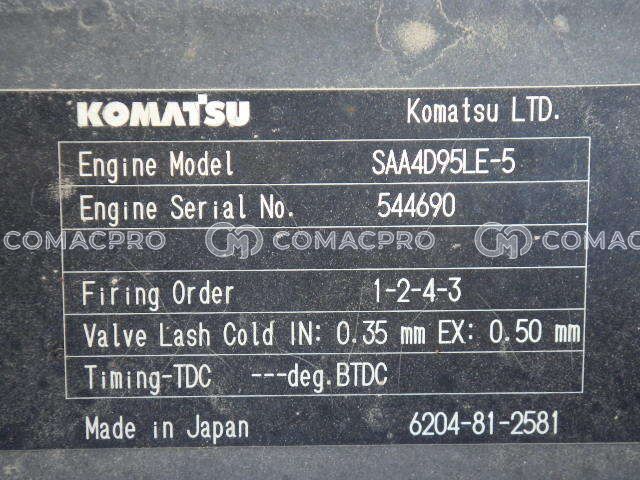 KOMATSU Komatsu LTD.
Engine Model SAA4D95LE-5
Engine Serial No. 544690
COMACPRO CM COMACPRO CM COMACPRO
Firing Order 1-2-4-3
Valve Lash Cold IN: 0.35 mm EX: 0.50 mm
Timing-TDC ---deg.BTDC
Made in Japan 6204-81-2581